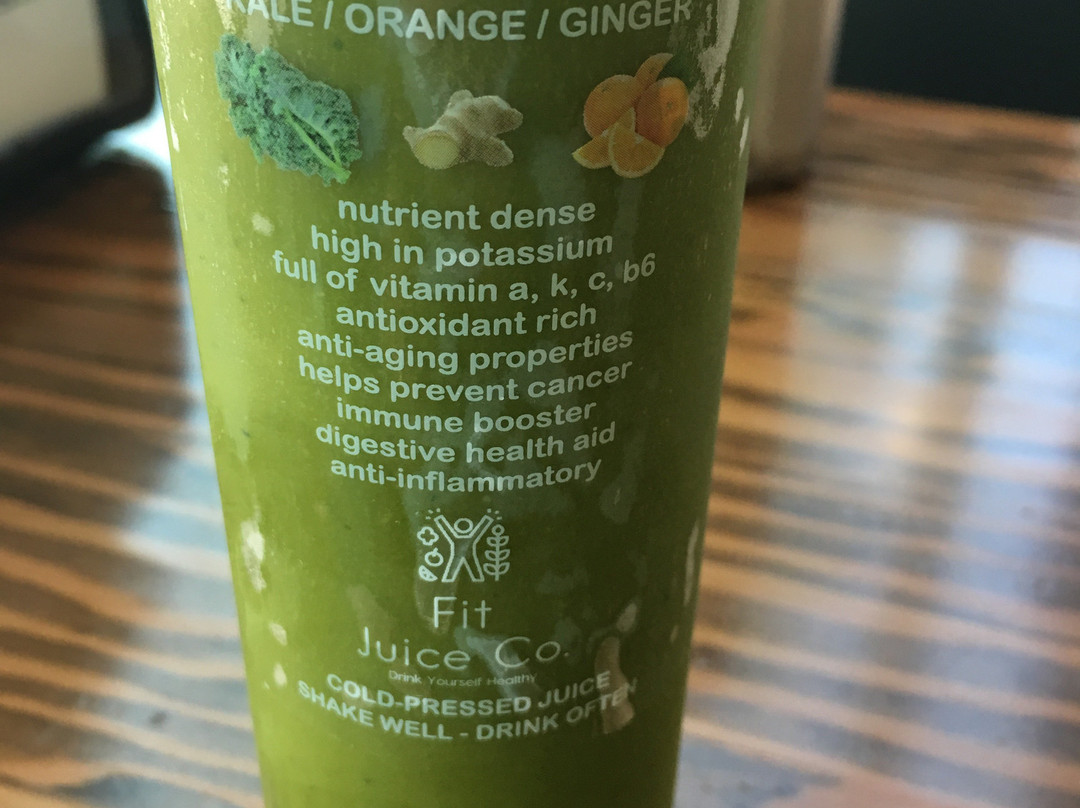 KALE / ORANGE / GINGER
nutrient dense
high in potassium
full of vitamin a, k, c, b6
antioxidant rich
anti-aging properties
helps prevent cancer
immune booster
digestive health aid
anti-inflammatory
Fit
Juice Co.
Drink Yourself Healthy
COLD-PRESSED JUICE
SHAKE WELL - DRINK OFTEN